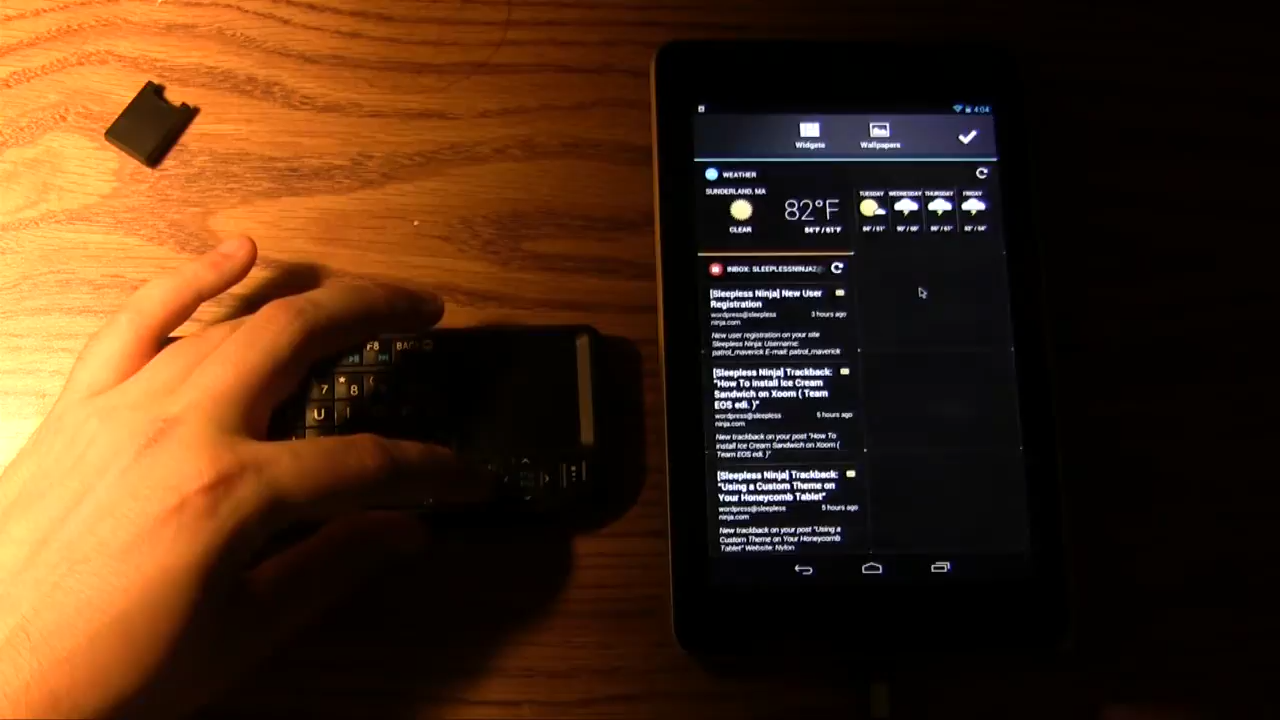 4:04
Widgets
Wallpapers
WEATHER
SUNDERLAND, MA
82°F
CLEAR
TUESDAY WEDNESDAY THURSDAY FRIDAY
INBOX: SLEEPLESSNINJA
[Sleepless Ninja] New User
Registration
wordpress@sleepless
ninja.com
3 hours ago
New user registration on your site
Sleepless Ninja: Username:
patrol_maverick E-mail: patrol_maverick
[Sleepless Ninja] Trackback:
"How To install Ice Cream
Sandwich on Xoom ( Team
EOS edi. )"
wordpress@sleepless
ninja.com
5 hours ago
New trackback on your post "How To
install Ice Cream Sandwich on Xoom (
Team EOS edi. )"
[Sleepless Ninja] Trackback:
"Using a Custom Theme on
Your Honeycomb Tablet"
wordpress@sleepless
ninja.com
5 hours ago
New trackback on your post "Using a
Custom Theme on Your Honeycomb
Tablet" Website: Nylon
F8 BACK
7 * 8
U I